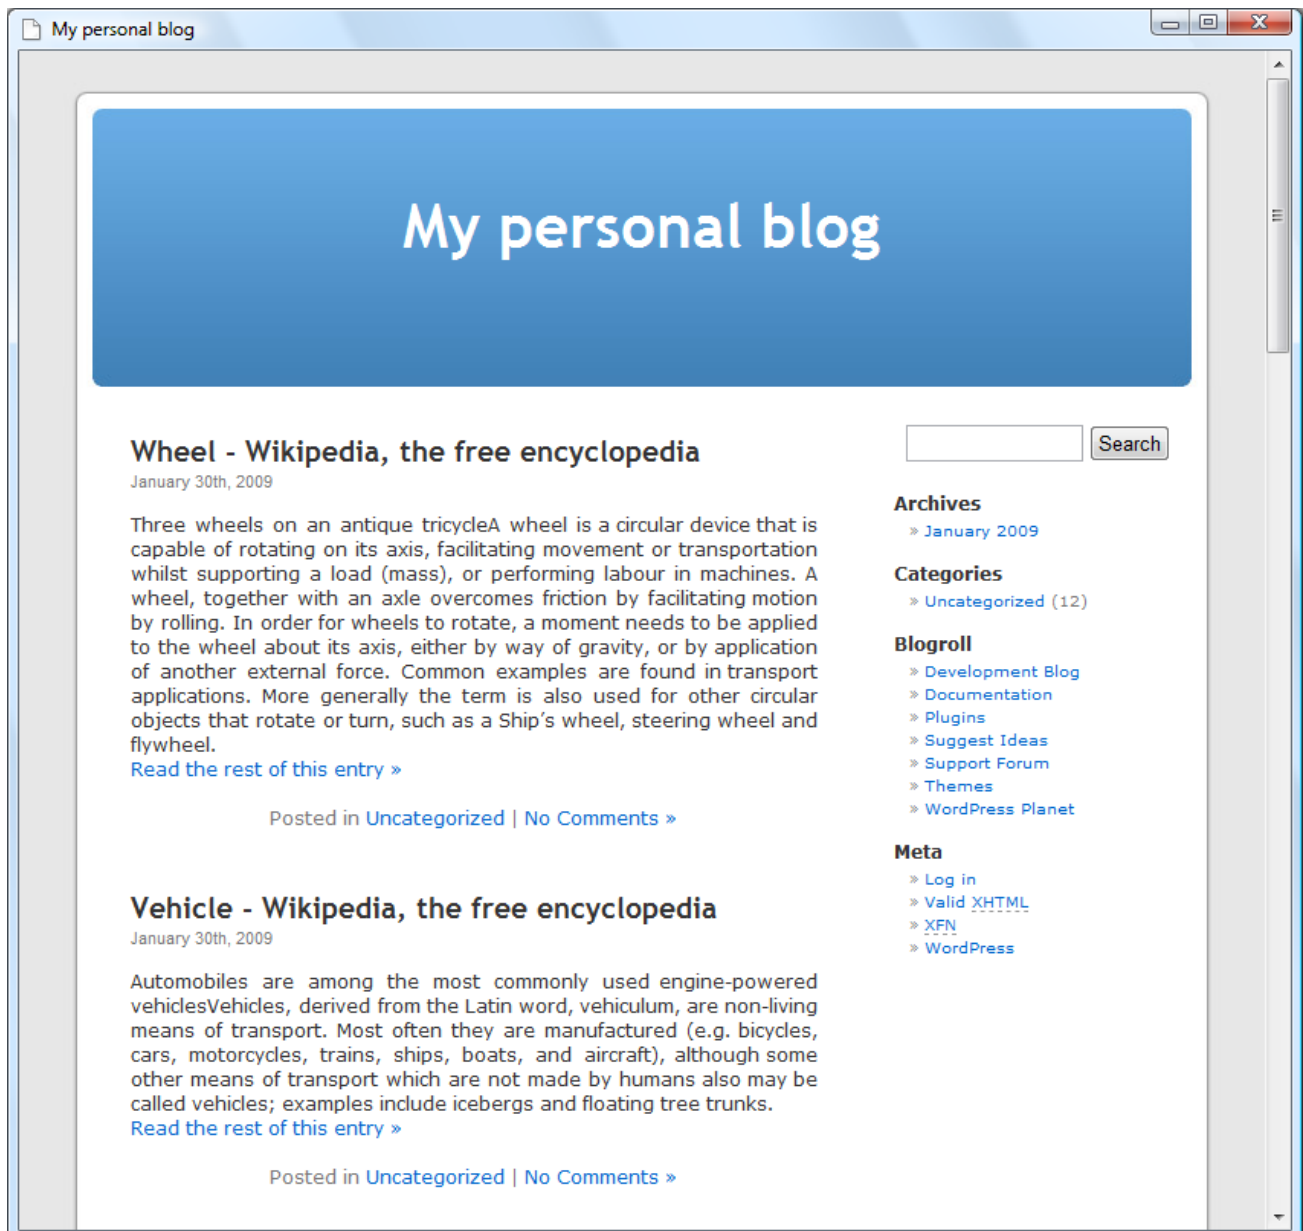 My personal blog
My personal blog
Wheel - Wikipedia, the free encyclopedia
January 30th, 2009
Three wheels on an antique tricycleA wheel is a circular device that is
capable of rotating on its axis, facilitating movement or transportation
whilst supporting a load (mass), or performing labour in machines. A
wheel, together with an axle overcomes friction by facilitating motion
by rolling. In order for wheels to rotate, a moment needs to be applied
to the wheel about its axis, either by way of gravity, or by application
of another external force. Common examples are found in transport
applications. More generally the term is also used for other circular
objects that rotate or turn, such as a Ship’s wheel, steering wheel and
flywheel.
Read the rest of this entry »
Posted in Uncategorized | No Comments »
Vehicle - Wikipedia, the free encyclopedia
January 30th, 2009
Automobiles are among the most commonly used engine-powered
vehiclesVehicles, derived from the Latin word, vehiculum, are non-living
means of transport. Most often they are manufactured (e.g. bicycles,
cars, motorcycles, trains, ships, boats, and aircraft), although some
other means of transport which are not made by humans also may be
called vehicles; examples include icebergs and floating tree trunks.
Read the rest of this entry »
Posted in Uncategorized | No Comments »
Search
Archives
» January 2009
Categories
» Uncategorized (12)
Blogroll
» Development Blog
» Documentation
» Plugins
» Suggest Ideas
» Support Forum
» Themes
» WordPress Planet
Meta
» Log in
» Valid XHTML
» XFN
» WordPress